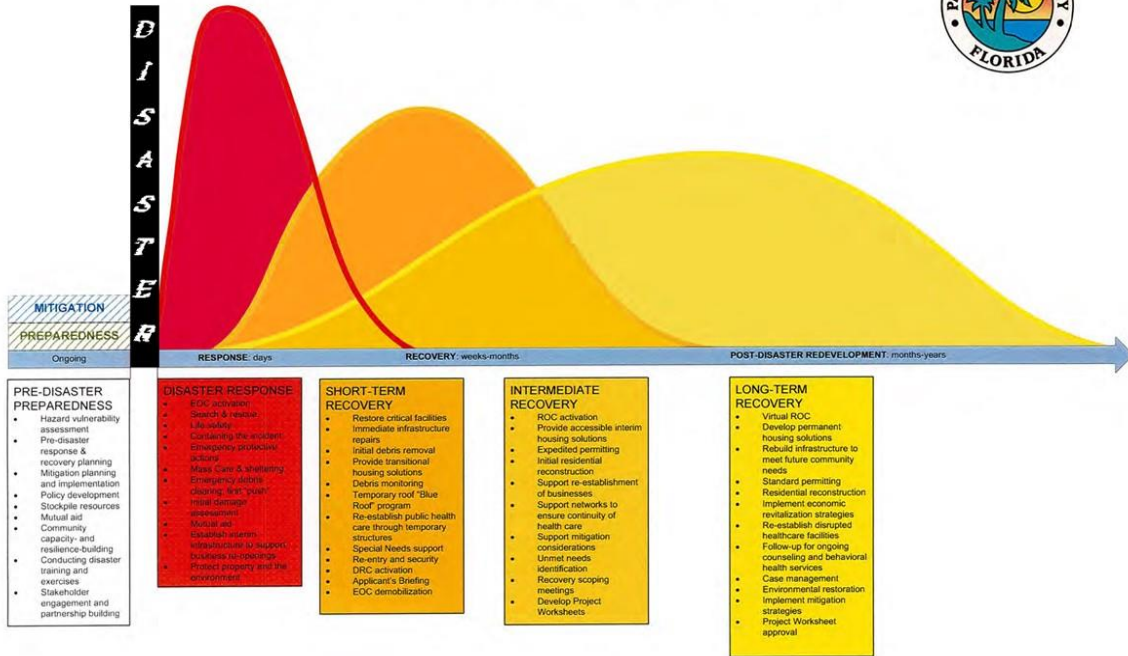 DISASTER
FLORIDA
MITIGATION
PREPAREDNESS
Ongoing
RESPONSE: days
RECOVERY: weeks-months
POST-DISASTER REDEVELOPMENT: months-years
PRE-DISASTER
PREPAREDNESS
• Hazard vulnerability
assessment
• Pre-disaster
response &
recovery planning
• Mitigation planning
and implementation
• Policy development
• Stockpile resources
• Mutual aid
• Community
capacity- and
resilience-building
• Conducting disaster
training and
exercises
• Stakeholder
engagement and
partnership building
DISASTER RESPONSE
• EOC activation
• Search & rescue
• Life safety
• Containing the incident
• Emergency protective
actions
• Mass Care & sheltering
• Emergency debris
clearing; first "push"
• Initial damage
assessment
• Mutual aid
• Establish interim
infrastructure to support
business re-openings
• Protect property and the
environment
SHORT-TERM
RECOVERY
• Restore critical facilities
• Immediate infrastructure
repairs
• Initial debris removal
• Provide transitional
housing solutions
• Debris monitoring
• Temporary roof "Blue
Roof" program
• Re-establish public health
care through temporary
structures
• Special Needs support
• Re-entry and security
• DRC activation
• Applicant's Briefing
• EOC demobilization
INTERMEDIATE
RECOVERY
• ROC activation
• Provide accessible interim
housing solutions
• Expedited permitting
• Initial residential
reconstruction
• Support re-establishment
of businesses
• Support networks to
ensure continuity of
health care
• Support mitigation
considerations
• Unmet needs
identification
• Recovery scoping
meetings
• Develop Project
Worksheets
LONG-TERM
RECOVERY
• Virtual ROC
• Develop permanent
housing solutions
• Rebuild infrastructure to
meet future community
needs
• Standard permitting
• Residential reconstruction
• Implement economic
revitalization strategies
• Re-establish disrupted
healthcare facilities
• Follow-up for ongoing
counseling and behavioral
health services
• Case management
• Environmental restoration
• Implement mitigation
strategies
• Project Worksheet
approval